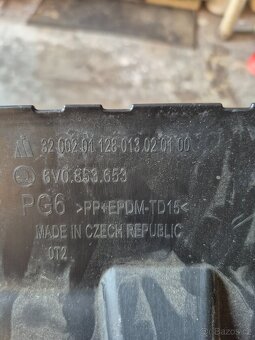 32 002 01 128 013.02 01 00
6V0.853.653
PG6 >PP+EPDM-TD15<
MADE IN CZECH REPUBLIC
0T2